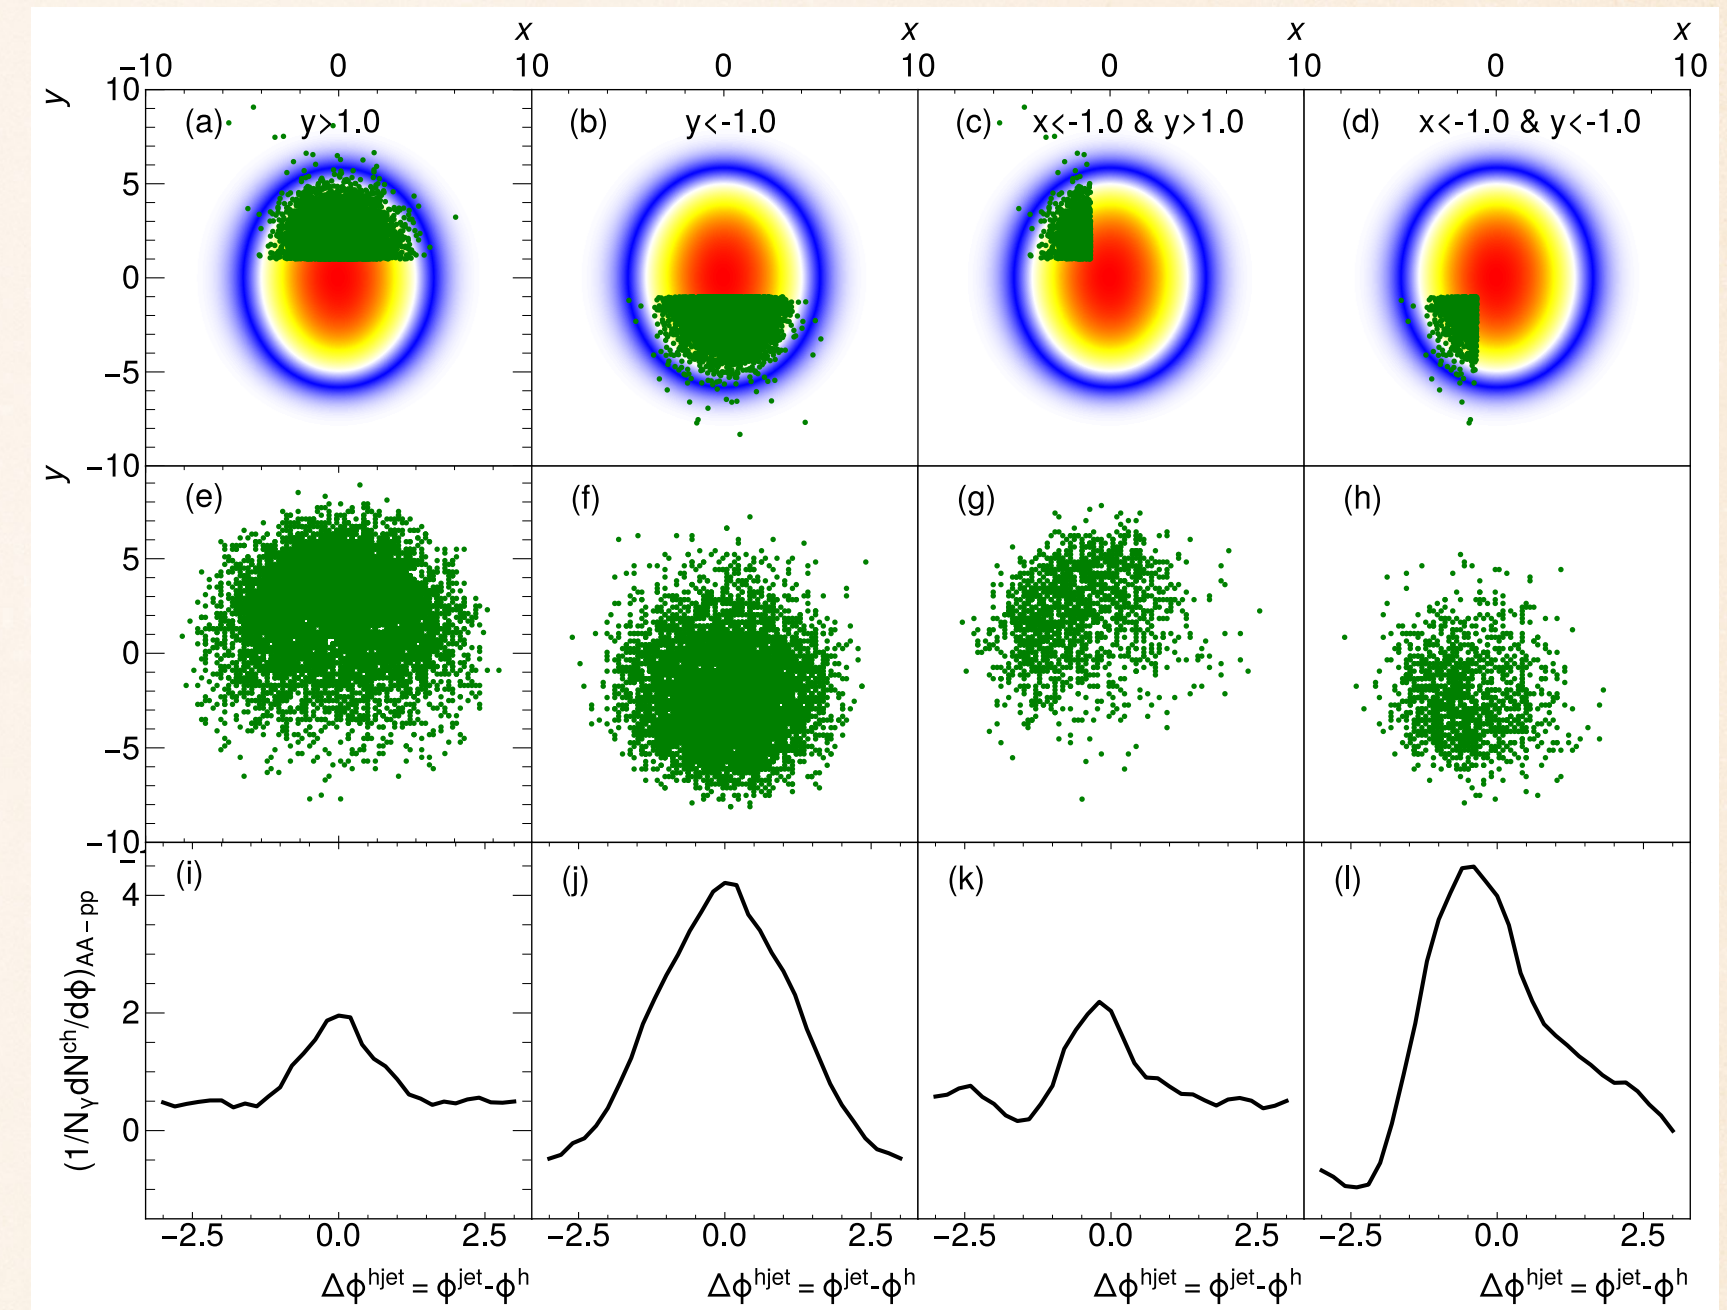 x x x x
−10 0 10 0 10 0 10 0 10
y 10 5 0 −5 −10
(a) y>1.0
(b) y<-1.0
(c) x<-1.0 & y>1.0
(d) x<-1.0 & y<-1.0
y 5 0 −5 −10
(e) (f) (g) (h)
(1/N_γ dN^ch/dϕ)_AA−pp
4 2 0
(i) (j) (k) (l)
−2.5 0.0 2.5 −2.5 0.0 2.5 −2.5 0.0 2.5 −2.5 0.0 2.5
Δϕ^hjet = ϕ^jet-ϕ^h Δϕ^hjet = ϕ^jet-ϕ^h Δϕ^hjet = ϕ^jet-ϕ^h Δϕ^hjet = ϕ^jet-ϕ^h